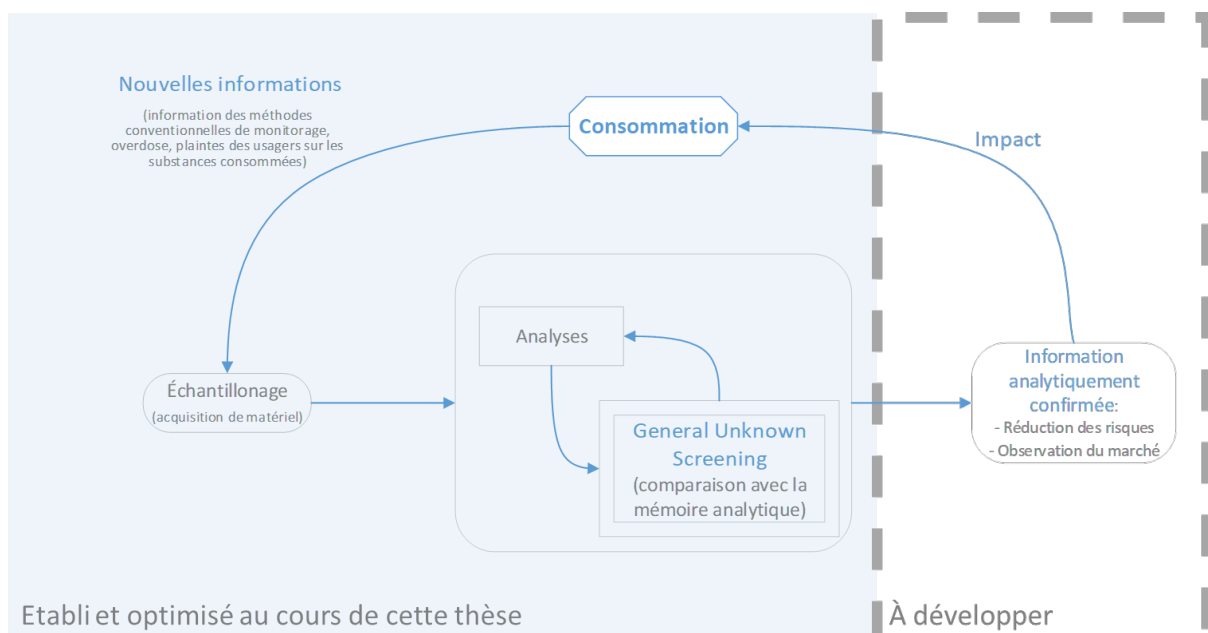 Nouvelles informations
(information des méthodes
conventionnelles de monitorage,
overdose, plaintes des usagers sur les
substances consommées)
Consommation
Impact
Analyses
Échantillonage
(acquisition de matériel)
General Unknown
Screening
(comparaison avec la
mémoire analytique)
Information
analytiquement
confirmée:
- Réduction des risques
- Observation du marché
Etabli et optimisé au cours de cette thèse
À développer